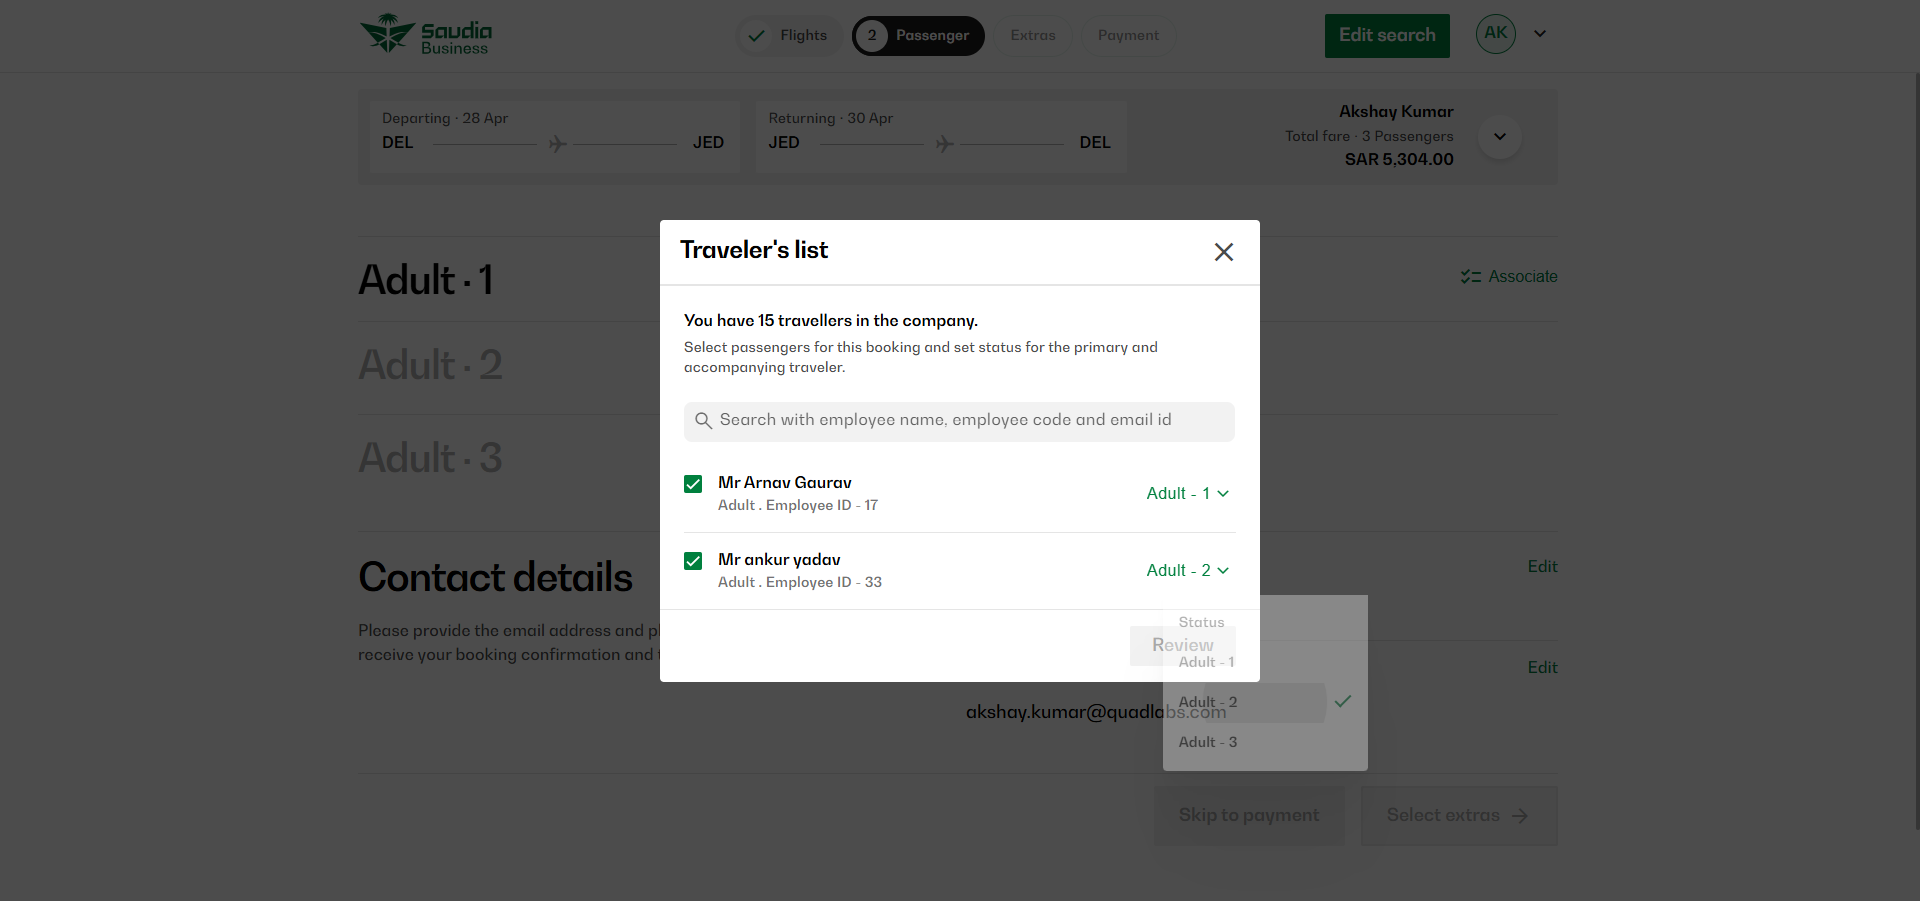 Saudia
Business
Flights
2 Passenger
Extras
Payment
Edit search
AK
Departing · 28 Apr
DEL
JED
Returning · 30 Apr
JED
DEL
Akshay Kumar
Total fare · 3 Passengers
SAR 5,304.00
Adult · 1
Associate
Adult · 2
Adult · 3
Traveler's list
You have 15 travellers in the company.
Select passengers for this booking and set status for the primary and
accompanying traveler.
Search with employee name, employee code and email id
Mr Arnav Gaurav
Adult . Employee ID - 17
Adult - 1
Mr ankur yadav
Adult . Employee ID - 33
Adult - 2
Review
Status
Adult - 1
Adult - 2
Adult - 3
Contact details
Edit
Please provide the email address and
receive your booking confirmation and
Edit
akshay.kumar@quadlabs.com
Skip to payment
Select extras